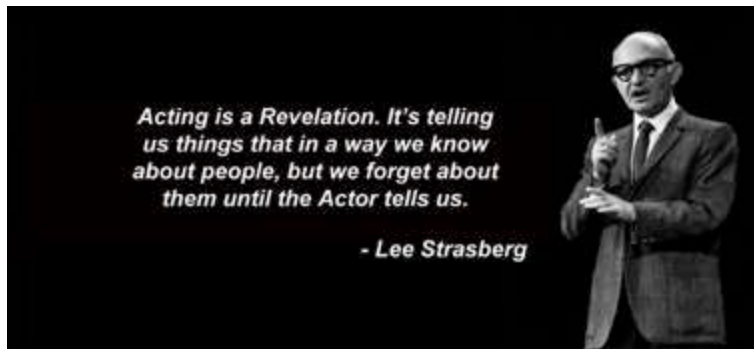 Acting is a Revelation. It's telling
us things that in a way we know
about people, but we forget about
them until the Actor tells us.
- Lee Strasberg